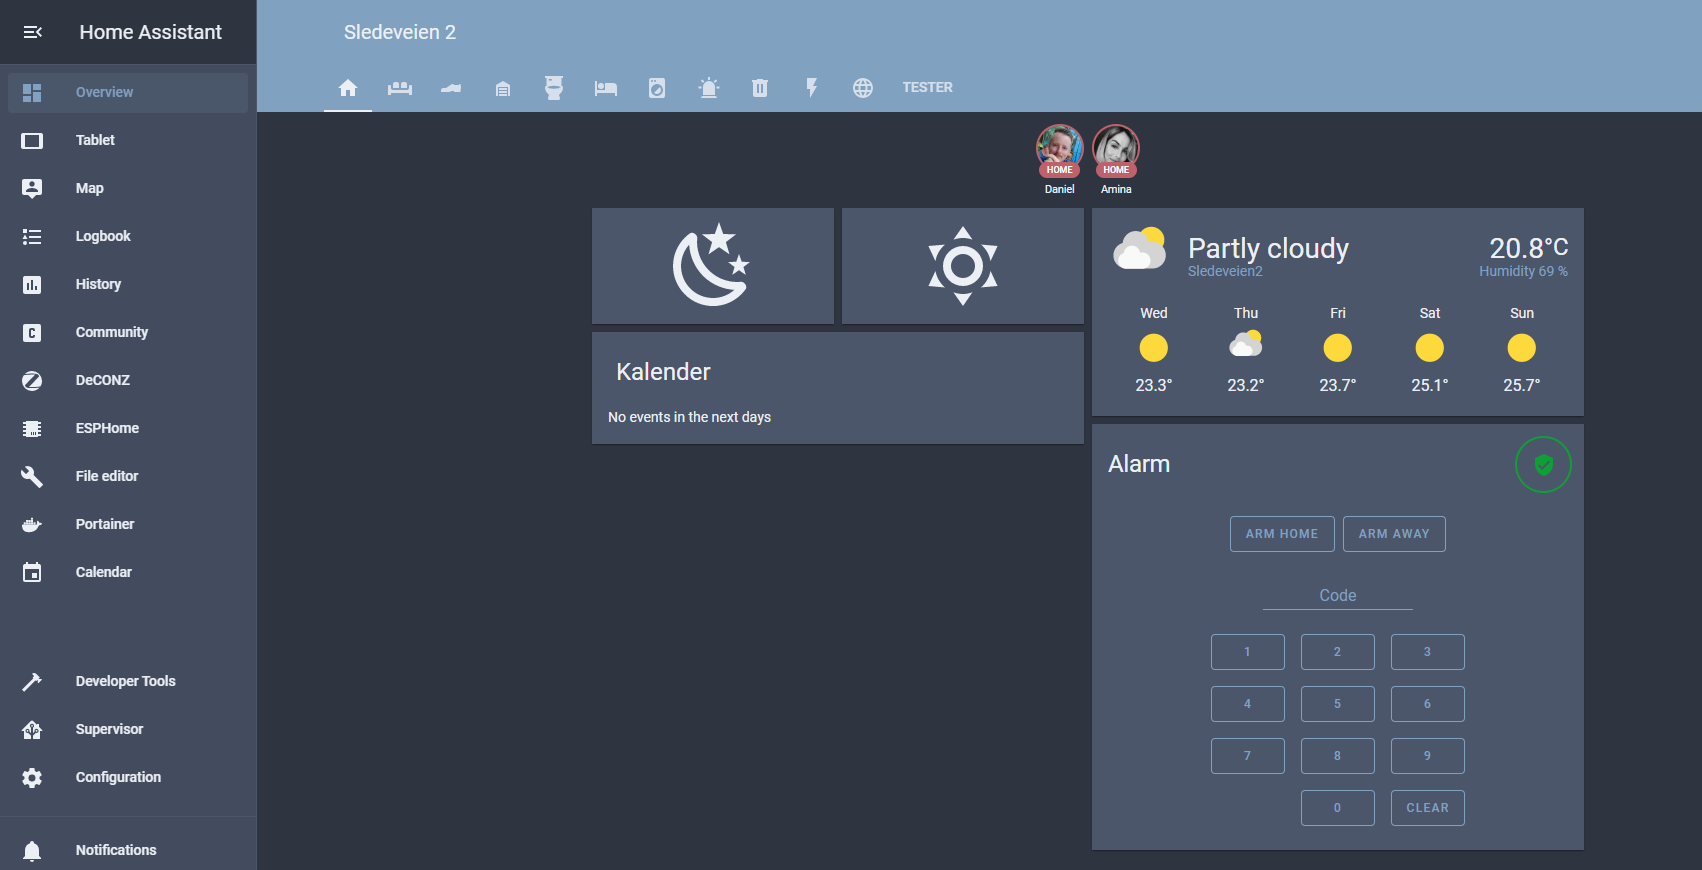 Home Assistant
Overview
Tablet
Map
Logbook
History
C
Community
DeCONZ
ESPHome
File editor
Portainer
Calendar
Developer Tools
Supervisor
Configuration
Notifications
Sledeveien 2
TESTER
HOME HOME
Daniel Amina
Kalender
No events in the next days
Partly cloudy 20.8°C
Sledeveien2 Humidity 69 %
Wed Thu Fri Sat Sun
23.3° 23.2° 23.7° 25.1° 25.7°
Alarm
ARM HOME ARM AWAY
Code
1 2 3
4 5 6
7 8 9
0 CLEAR